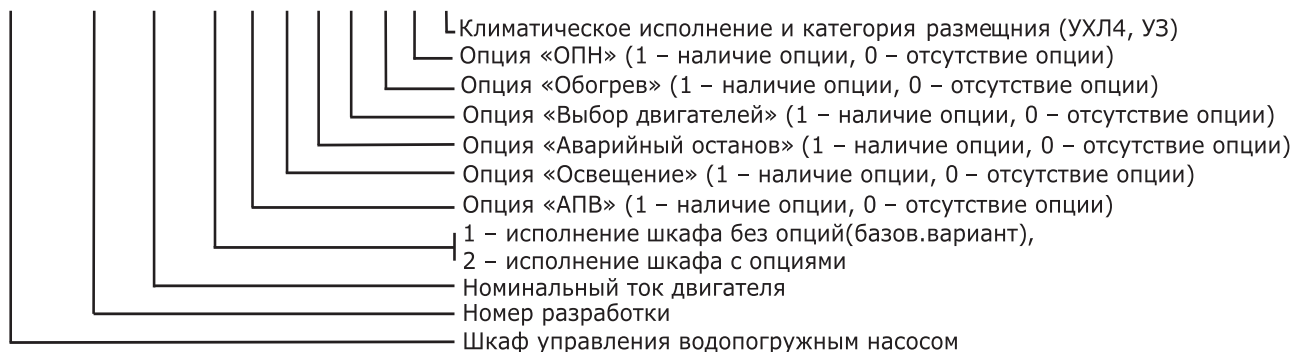 Климатическое исполнение и категория размещния (УХЛ4, У3)
Опция «ОПН» (1 – наличие опции, 0 – отсутствие опции)
Опция «Обогрев» (1 – наличие опции, 0 – отсутствие опции)
Опция «Выбор двигателей» (1 – наличие опции, 0 – отсутствие опции)
Опция «Аварийный останов» (1 – наличие опции, 0 – отсутствие опции)
Опция «Освещение» (1 – наличие опции, 0 – отсутствие опции)
Опция «АПВ» (1 – наличие опции, 0 – отсутствие опции)
1 – исполнение шкафа без опций(базов.вариант),
2 – исполнение шкафа с опциями
Номинальный ток двигателя
Номер разработки
Шкаф управления водопогружным насосом